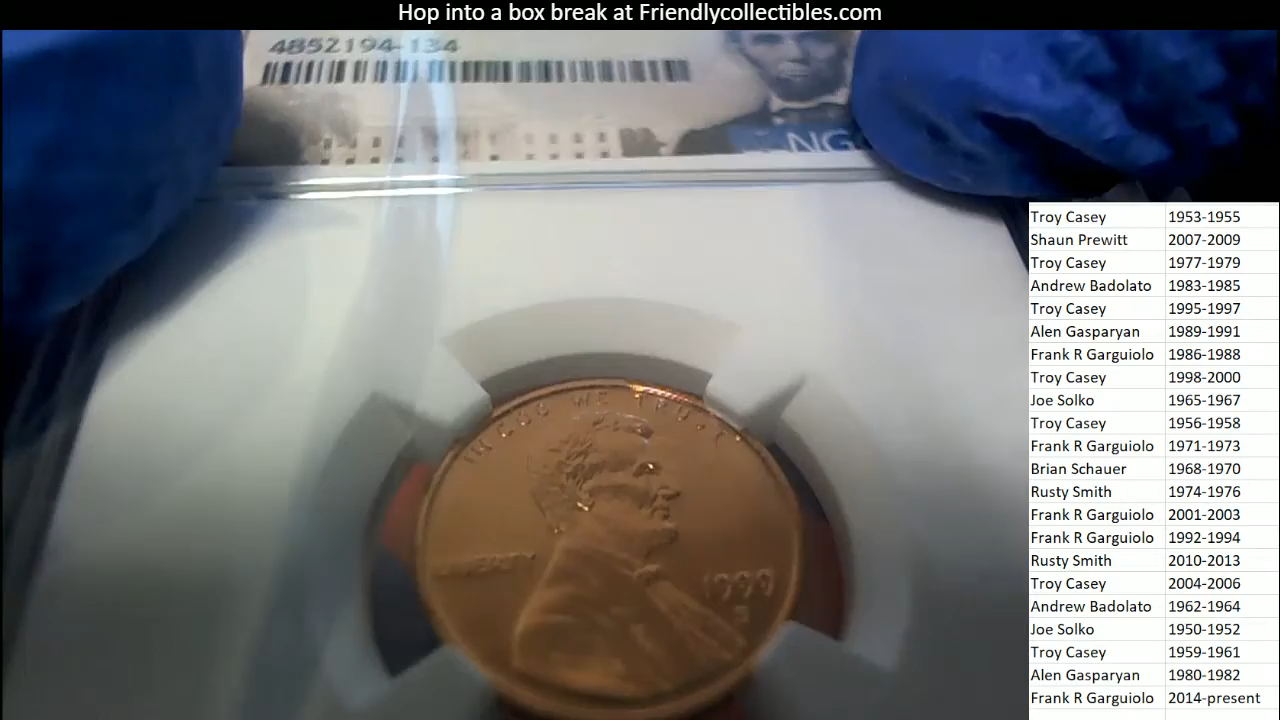 Hop into a box break at Friendlycollectibles.com
4852194-134
NG
IN GOD WE TRUST
LIBERTY
Troy Casey 1953-1955
Shaun Prewitt 2007-2009
Troy Casey 1977-1979
Andrew Badolato 1983-1985
Troy Casey 1995-1997
Alen Gasparyan 1989-1991
Frank R Garguiolo 1986-1988
Troy Casey 1998-2000
Joe Solko 1965-1967
Troy Casey 1956-1958
Frank R Garguiolo 1971-1973
Brian Schauer 1968-1970
Rusty Smith 1974-1976
Frank R Garguiolo 2001-2003
Frank R Garguiolo 1992-1994
Rusty Smith 2010-2013
Troy Casey 2004-2006
Andrew Badolato 1962-1964
Joe Solko 1950-1952
Troy Casey 1959-1961
Alen Gasparyan 1980-1982
Frank R Garguiolo 2014-present